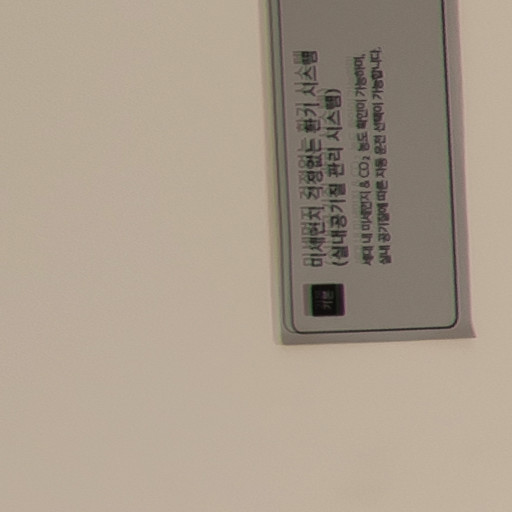 기본
미세먼지 걱정없는 환기 시스템
(실내공기질 관리 시스템)
세대 내 미세먼지 & CO₂ 농도 확인이 가능하며,
실내 공기질에 따른 자동 운전 선택이 가능합니다.